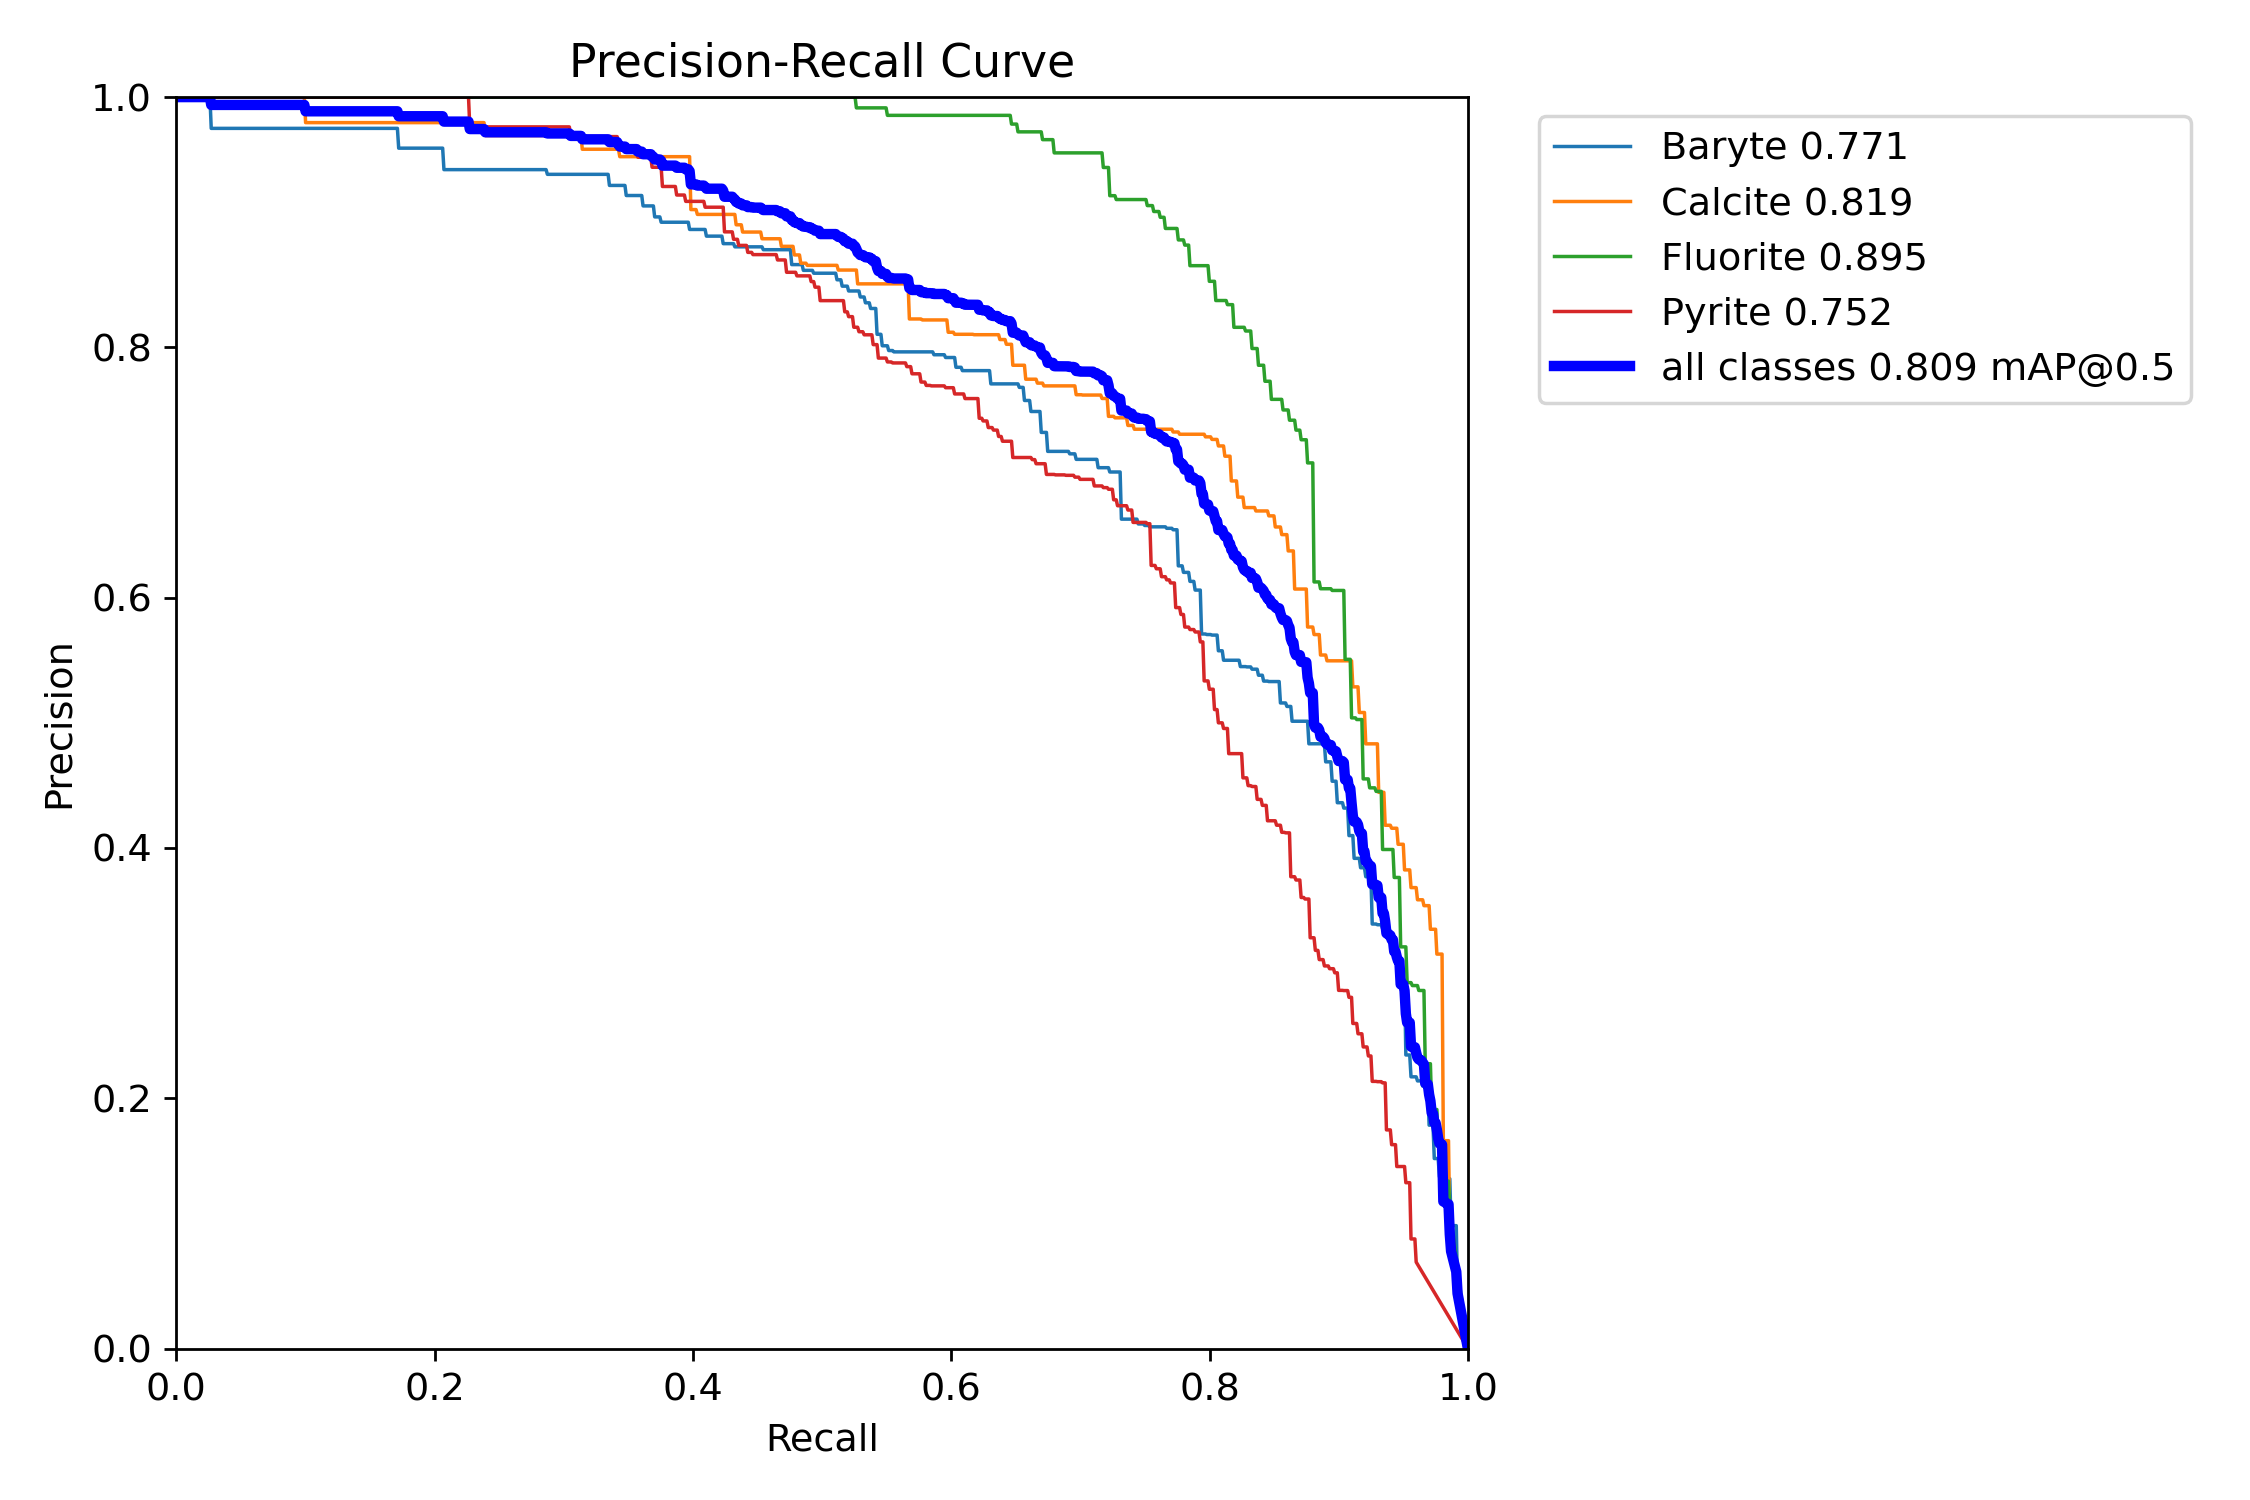 Precision-Recall Curve
1.0
0.8
0.6
0.4
0.2
0.0
Precision
0.0 0.2 0.4 0.6 0.8 1.0
Recall
Baryte 0.771
Calcite 0.819
Fluorite 0.895
Pyrite 0.752
all classes 0.809 mAP@0.5